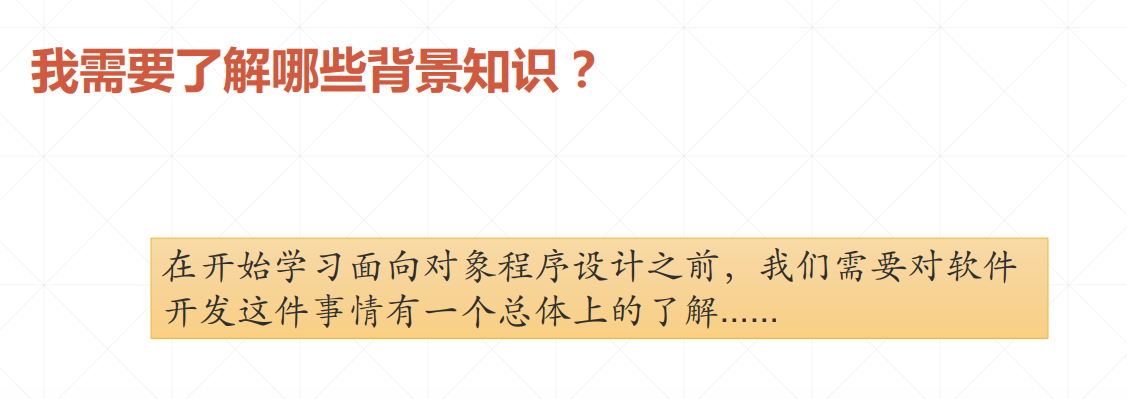 我需要了解哪些背景知识？
在开始学习面向对象程序设计之前，我们需要对软件
开发这件事情有一个总体上的了解……